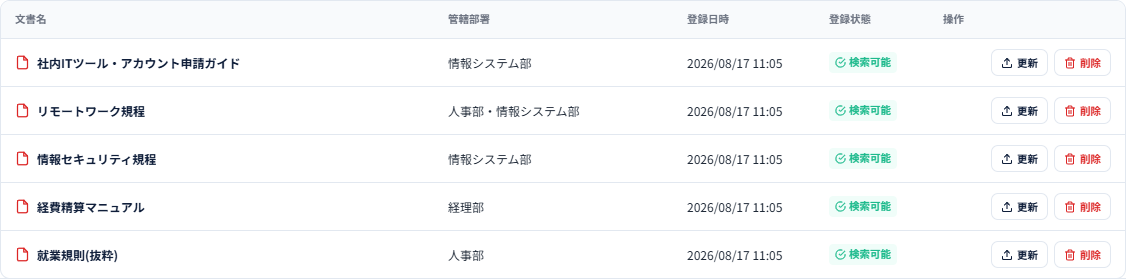 文書名 管轄部署 登録日時 登録状態 操作
社内ITツール・アカウント申請ガイド 情報システム部 2026/08/17 11:05 検索可能 更新 削除
リモートワーク規程 人事部・情報システム部 2026/08/17 11:05 検索可能 更新 削除
情報セキュリティ規程 情報システム部 2026/08/17 11:05 検索可能 更新 削除
経費精算マニュアル 経理部 2026/08/17 11:05 検索可能 更新 削除
就業規則(抜粋) 人事部 2026/08/17 11:05 検索可能 更新 削除